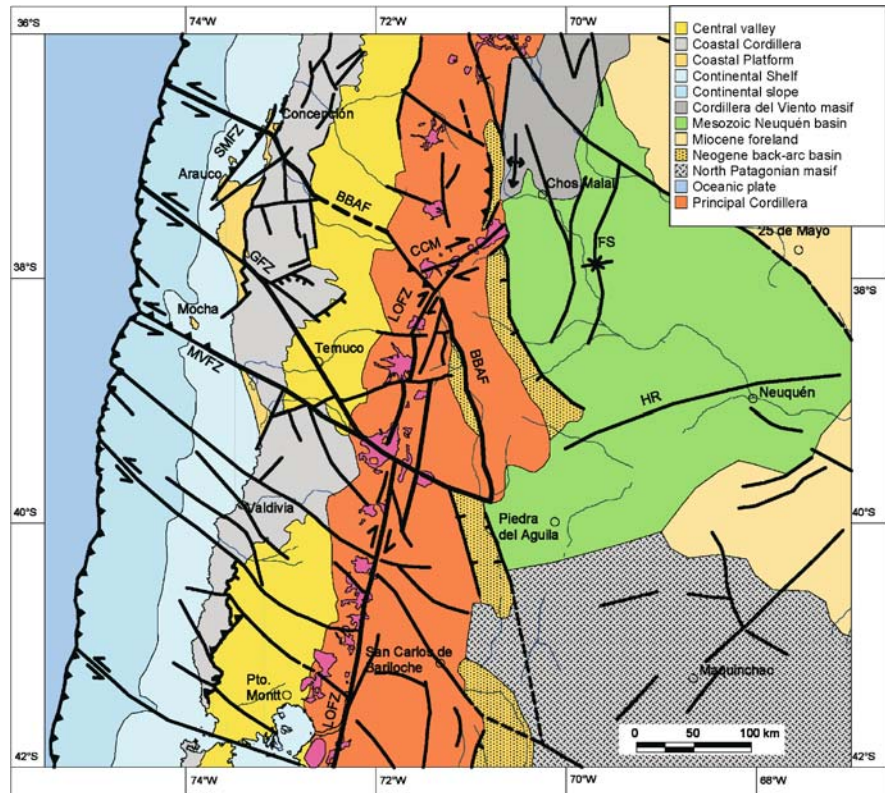 36°S
74°W
72°W
70°W
Central valley
Coastal Cordillera
Coastal Platform
Continental Shelf
Continental slope
Cordillera del Viento masif
Mesozoic Neuquén basin
Miocene foreland
Neogene back-arc basin
North Patagonian masif
Oceanic plate
Principal Cordillera
SMFZ
Concepción
Arauco
BBAF
Chos Malal
CCM
FS
25 de Mayo
38°S
38°S
GFZ
Mocha
LOFZ
MVFZ
Temuco
BBAF
HR
Neuquén
40°S
Valdivia
Piedra
del Aguila
40°S
San Carlos de
Bariloche
Pto.
Montt
LOFZ
Maquinchac
0 50 100 km
42°S
42°S
74°W
72°W
70°W
68°W